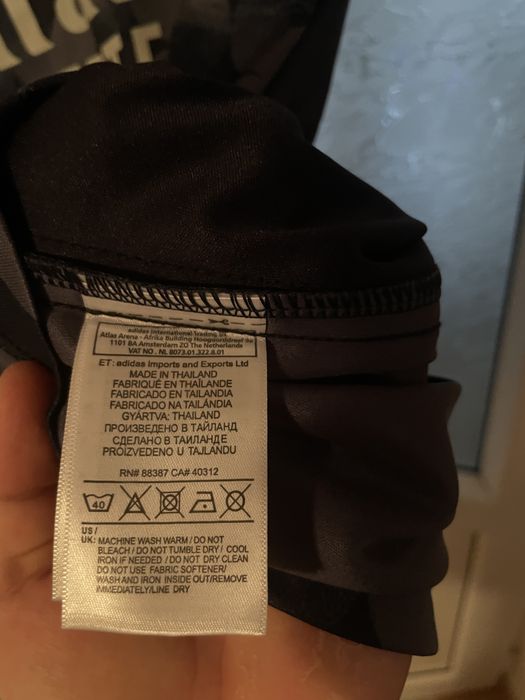 adidas International Trading BV
Atlas Arena - Afrika Building Hoogoorddreef 9a
1101 BA Amsterdam ZO The Netherlands
VAT NO . NL 8073.01.322.B.01
ET: adidas Imports and Exports Ltd
MADE IN THAILAND
FABRIQUÉ EN THAÏLANDE
FABRICADO EN TAILANDIA
FABRICADO NA TAILÂNDIA
GYÁRTVA: THAILAND
ПРОИЗВЕДЕНО В ТАЙЛАНД
СДЕЛАНО В ТАИЛАНДЕ
PROIZVEDENO U TAJLANDU
RN# 88387 CA# 40312
40
US /
UK: MACHINE WASH WARM / DO NOT
BLEACH / DO NOT TUMBLE DRY / COOL
IRON IF NEEDED / DO NOT DRY CLEAN
DO NOT USE FABRIC SOFTENER/
WASH AND IRON INSIDE OUT/REMOVE
IMMEDIATELY/LINE DRY